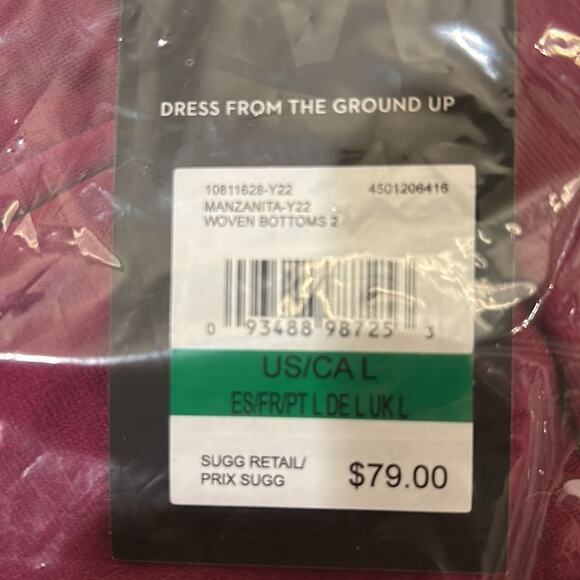 DRESS FROM THE GROUND UP
10811628-Y22 4501206416
MANZANITA-Y22
WOVEN BOTTOMS 2
0 93488 98725 3
US/CA L
ES/FR/PT L DE L UK L
SUGG RETAIL/
PRIX SUGG $79.00